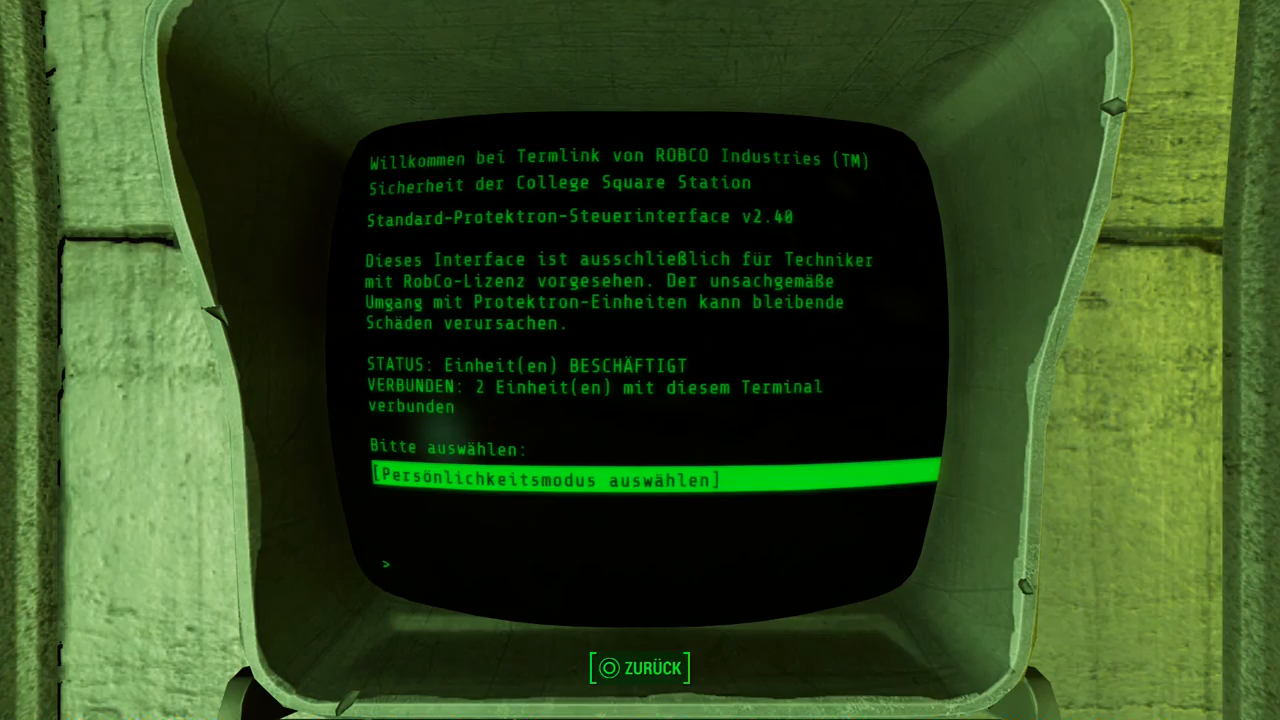 Willkommen bei Termlink von ROBCO Industries (TM)
Sicherheit der College Square Station
Standard-Protektron-Steuerinterface v2.40
Dieses Interface ist ausschließlich für Techniker
mit RobCo-Lizenz vorgesehen. Der unsachgemäße
Umgang mit Protektron-Einheiten kann bleibende
Schäden verursachen.
STATUS: Einheit(en) BESCHÄFTIGT
VERBUNDEN: 2 Einheit(en) mit diesem Terminal
verbunden
Bitte auswählen:
[Persönlichkeitsmodus auswählen]
>
ZURÜCK